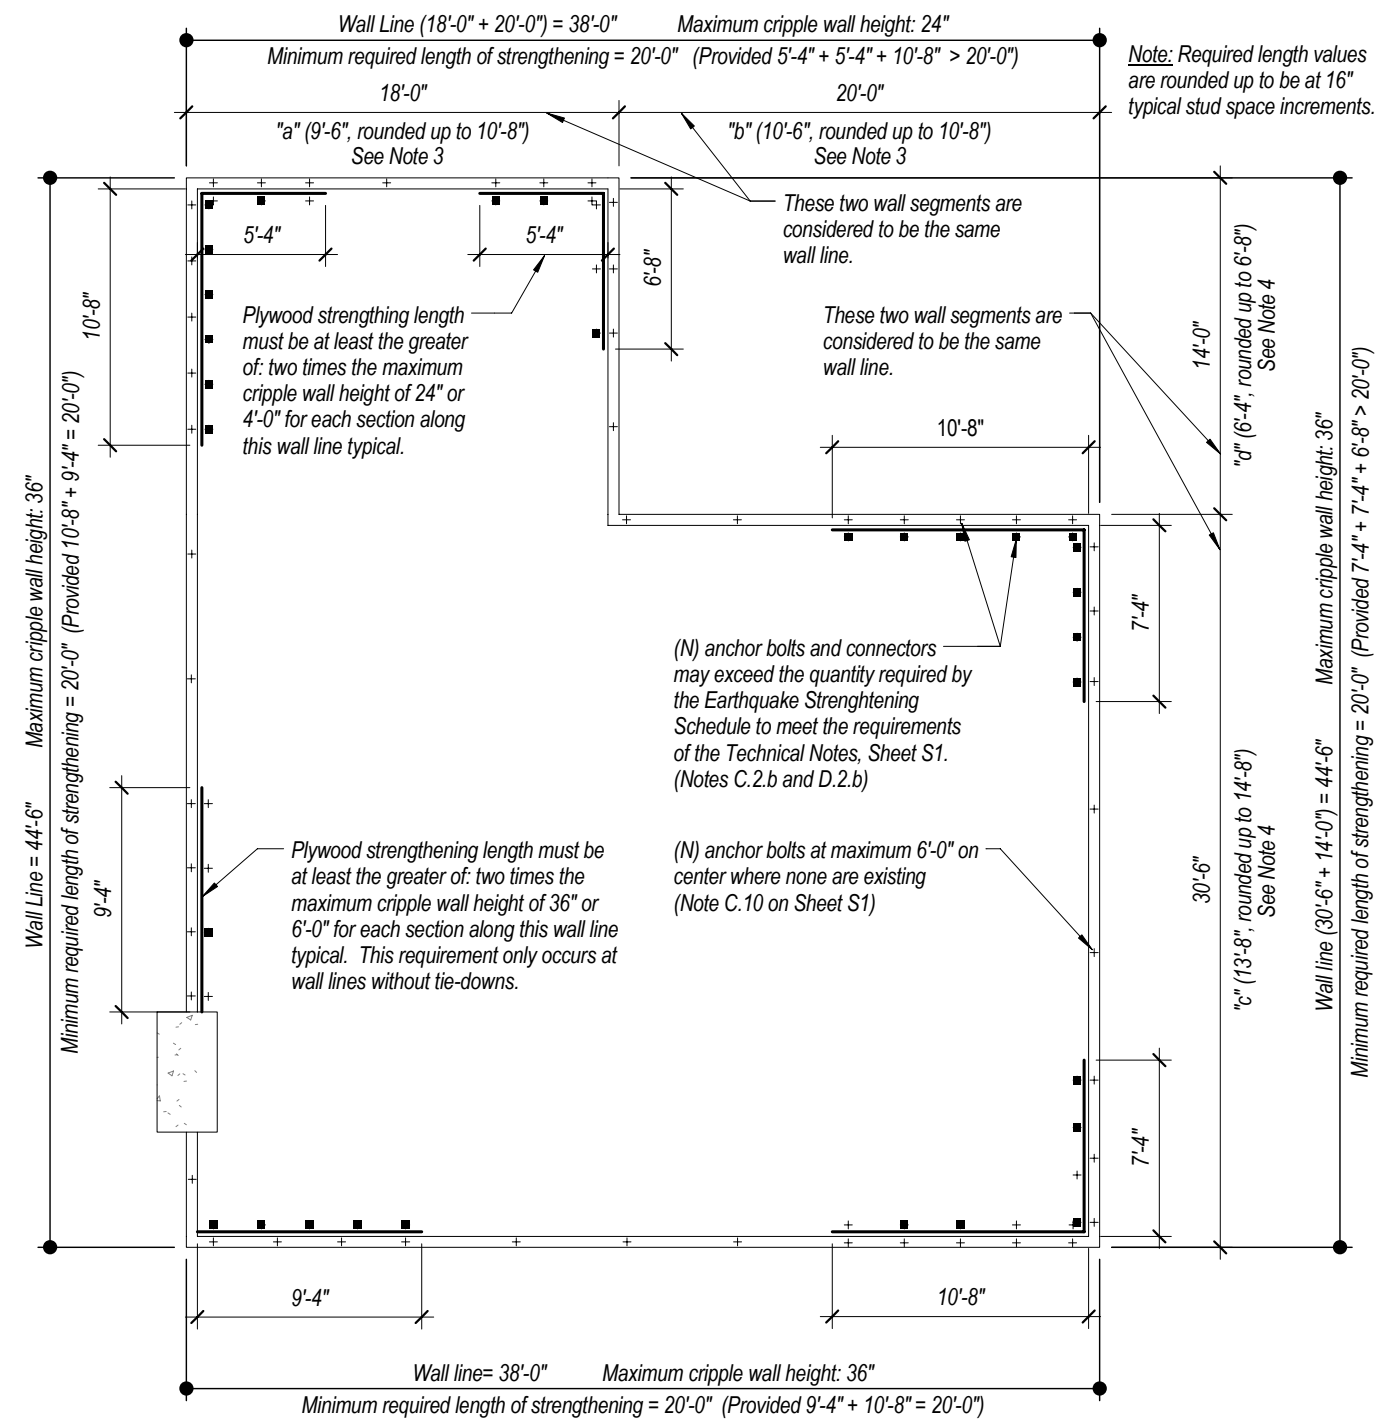 Wall Line (18'-0" + 20'-0") = 38'-0" Maximum cripple wall height: 24"
Minimum required length of strengthening = 20'-0" (Provided 5'-4" + 5'-4" + 10'-8" > 20'-0")
Note: Required length values
are rounded up to be at 16"
typical stud space increments.
18'-0"
20'-0"
"a" (9'-6", rounded up to 10'-8")
See Note 3
"b" (10'-6", rounded up to 10'-8")
See Note 3
These two wall segments are
considered to be the same
wall line.
5'-4"
5'-4"
6'-8"
10'-8"
Plywood strengthing length
must be at least the greater
of: two times the maximum
cripple wall height of 24" or
4'-0" for each section along
this wall line typical.
These two wall segments are
considered to be the same
wall line.
14'-0"
"d" (6'-4", rounded up to 6'-8")
See Note 4
10'-8"
7'-4"
Wall Line = 44'-6" Maximum cripple wall height: 36"
Minimum required length of strengthening = 20'-0" (Provided 10'-8" + 9'-4" = 20'-0")
(N) anchor bolts and connectors
may exceed the quantity required by
the Earthquake Strenghtening
Schedule to meet the requirements
of the Technical Notes, Sheet S1.
(Notes C.2.b and D.2.b)
9'-4"
Plywood strengthening length must be
at least the greater of: two times the
maximum cripple wall height of 36" or
6'-0" for each section along this wall line
typical. This requirement only occurs at
wall lines without tie-downs.
(N) anchor bolts at maximum 6'-0" on
center where none are existing
(Note C.10 on Sheet S1)
30'-6"
"c" (13'-8", rounded up to 14'-8")
See Note 4
Wall line (30'-6" + 14'-0") = 44'-6" Maximum cripple wall height: 36"
Minimum required length of strengthening = 20'-0" (Provided 7'-4" + 7'-4" + 6'-8" > 20'-0")
7'-4"
9'-4"
10'-8"
Wall line= 38'-0" Maximum cripple wall height: 36"
Minimum required length of strengthening = 20'-0" (Provided 9'-4" + 10'-8" = 20'-0")